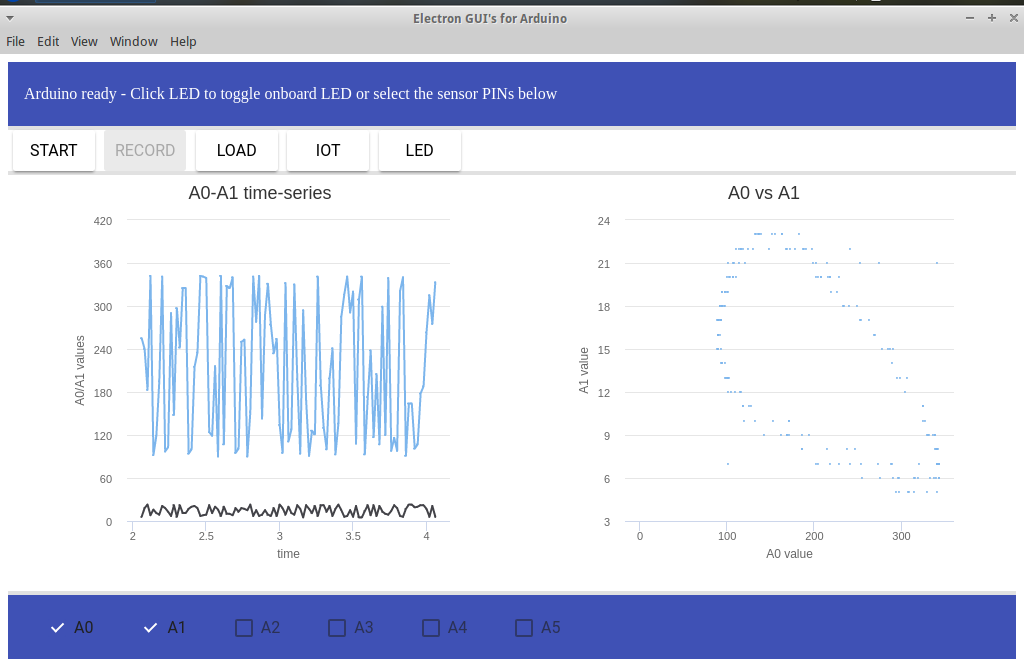 Electron GUI's for Arduino
File Edit View Window Help
Arduino ready - Click LED to toggle onboard LED or select the sensor PINs below
START RECORD LOAD IOT LED
A0-A1 time-series
420
360
300
240
180
120
60
0
A0/A1 values
2 2.5 3 3.5 4
time
A0 vs A1
24
21
18
15
12
9
6
3
A1 value
0 100 200 300
A0 value
A0 A1 A2 A3 A4 A5